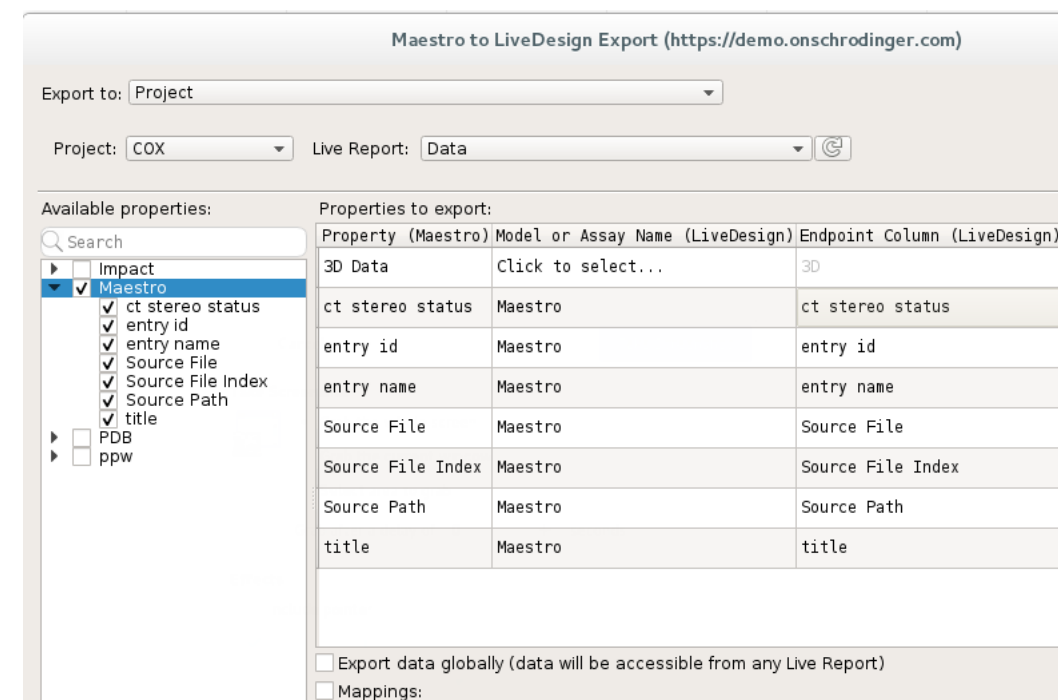 Maestro to LiveDesign Export (https://demo.onschrodinger.com)
Export to: Project
Project: COX Live Report: Data
Available properties:
Search
Impact
Maestro
ct stereo status
entry id
entry name
Source File
Source File Index
Source Path
title
PDB
ppw
Properties to export:
Property (Maestro) Model or Assay Name (LiveDesign) Endpoint Column (LiveDesign)
3D Data Click to select... 3D
ct stereo status Maestro ct stereo status
entry id Maestro entry id
entry name Maestro entry name
Source File Maestro Source File
Source File Index Maestro Source File Index
Source Path Maestro Source Path
title Maestro title
Export data globally (data will be accessible from any Live Report)
Mappings: